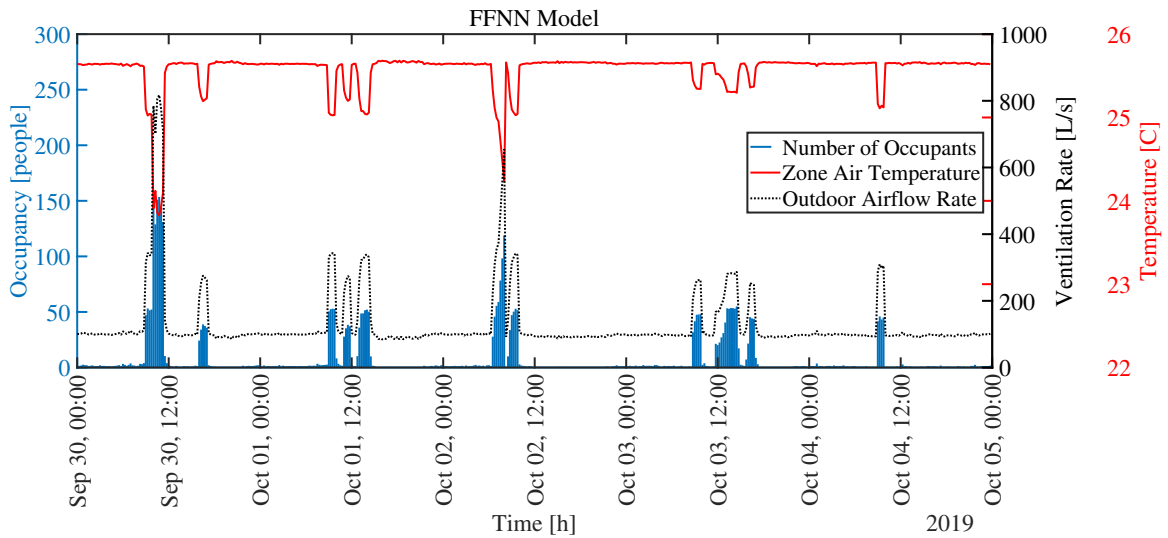 FFNN Model
300
250
200
150
100
50
0
Occupancy [people]
1000
800
600
400
200
0
Ventilation Rate [L/s]
26
25
24
23
22
Temperature [C]
Number of Occupants
Zone Air Temperature
Outdoor Airflow Rate
Sep 30, 00:00
Sep 30, 12:00
Oct 01, 00:00
Oct 01, 12:00
Oct 02, 00:00
Oct 02, 12:00
Oct 03, 00:00
Oct 03, 12:00
Oct 04, 00:00
Oct 04, 12:00
Oct 05, 00:00
Time [h]
2019